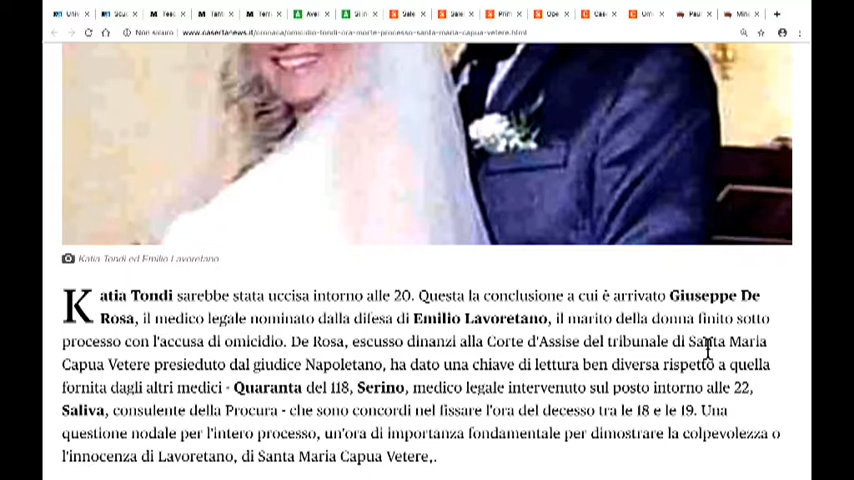 Non sicuro | www.casertanews.it/cronaca/omicidio-tondi-ora-morte-processo-santa-maria-capua-vetere.html
Katia Tondi ed Emilio Lavoretano
Katia Tondi sarebbe stata uccisa intorno alle 20. Questa la conclusione a cui è arrivato Giuseppe De
Rosa, il medico legale nominato dalla difesa di Emilio Lavoretano, il marito della donna finito sotto
processo con l'accusa di omicidio. De Rosa, escusso dinanzi alla Corte d'Assise del tribunale di Santa Maria
Capua Vetere presieduto dal giudice Napoletano, ha dato una chiave di lettura ben diversa rispetto a quella
fornita dagli altri medici - Quaranta del 118, Serino, medico legale intervenuto sul posto intorno alle 22,
Saliva, consulente della Procura - che sono concordi nel fissare l'ora del decesso tra le 18 e le 19. Una
questione nodale per l'intero processo, un'ora di importanza fondamentale per dimostrare la colpevolezza o
l'innocenza di Lavoretano, di Santa Maria Capua Vetere,.